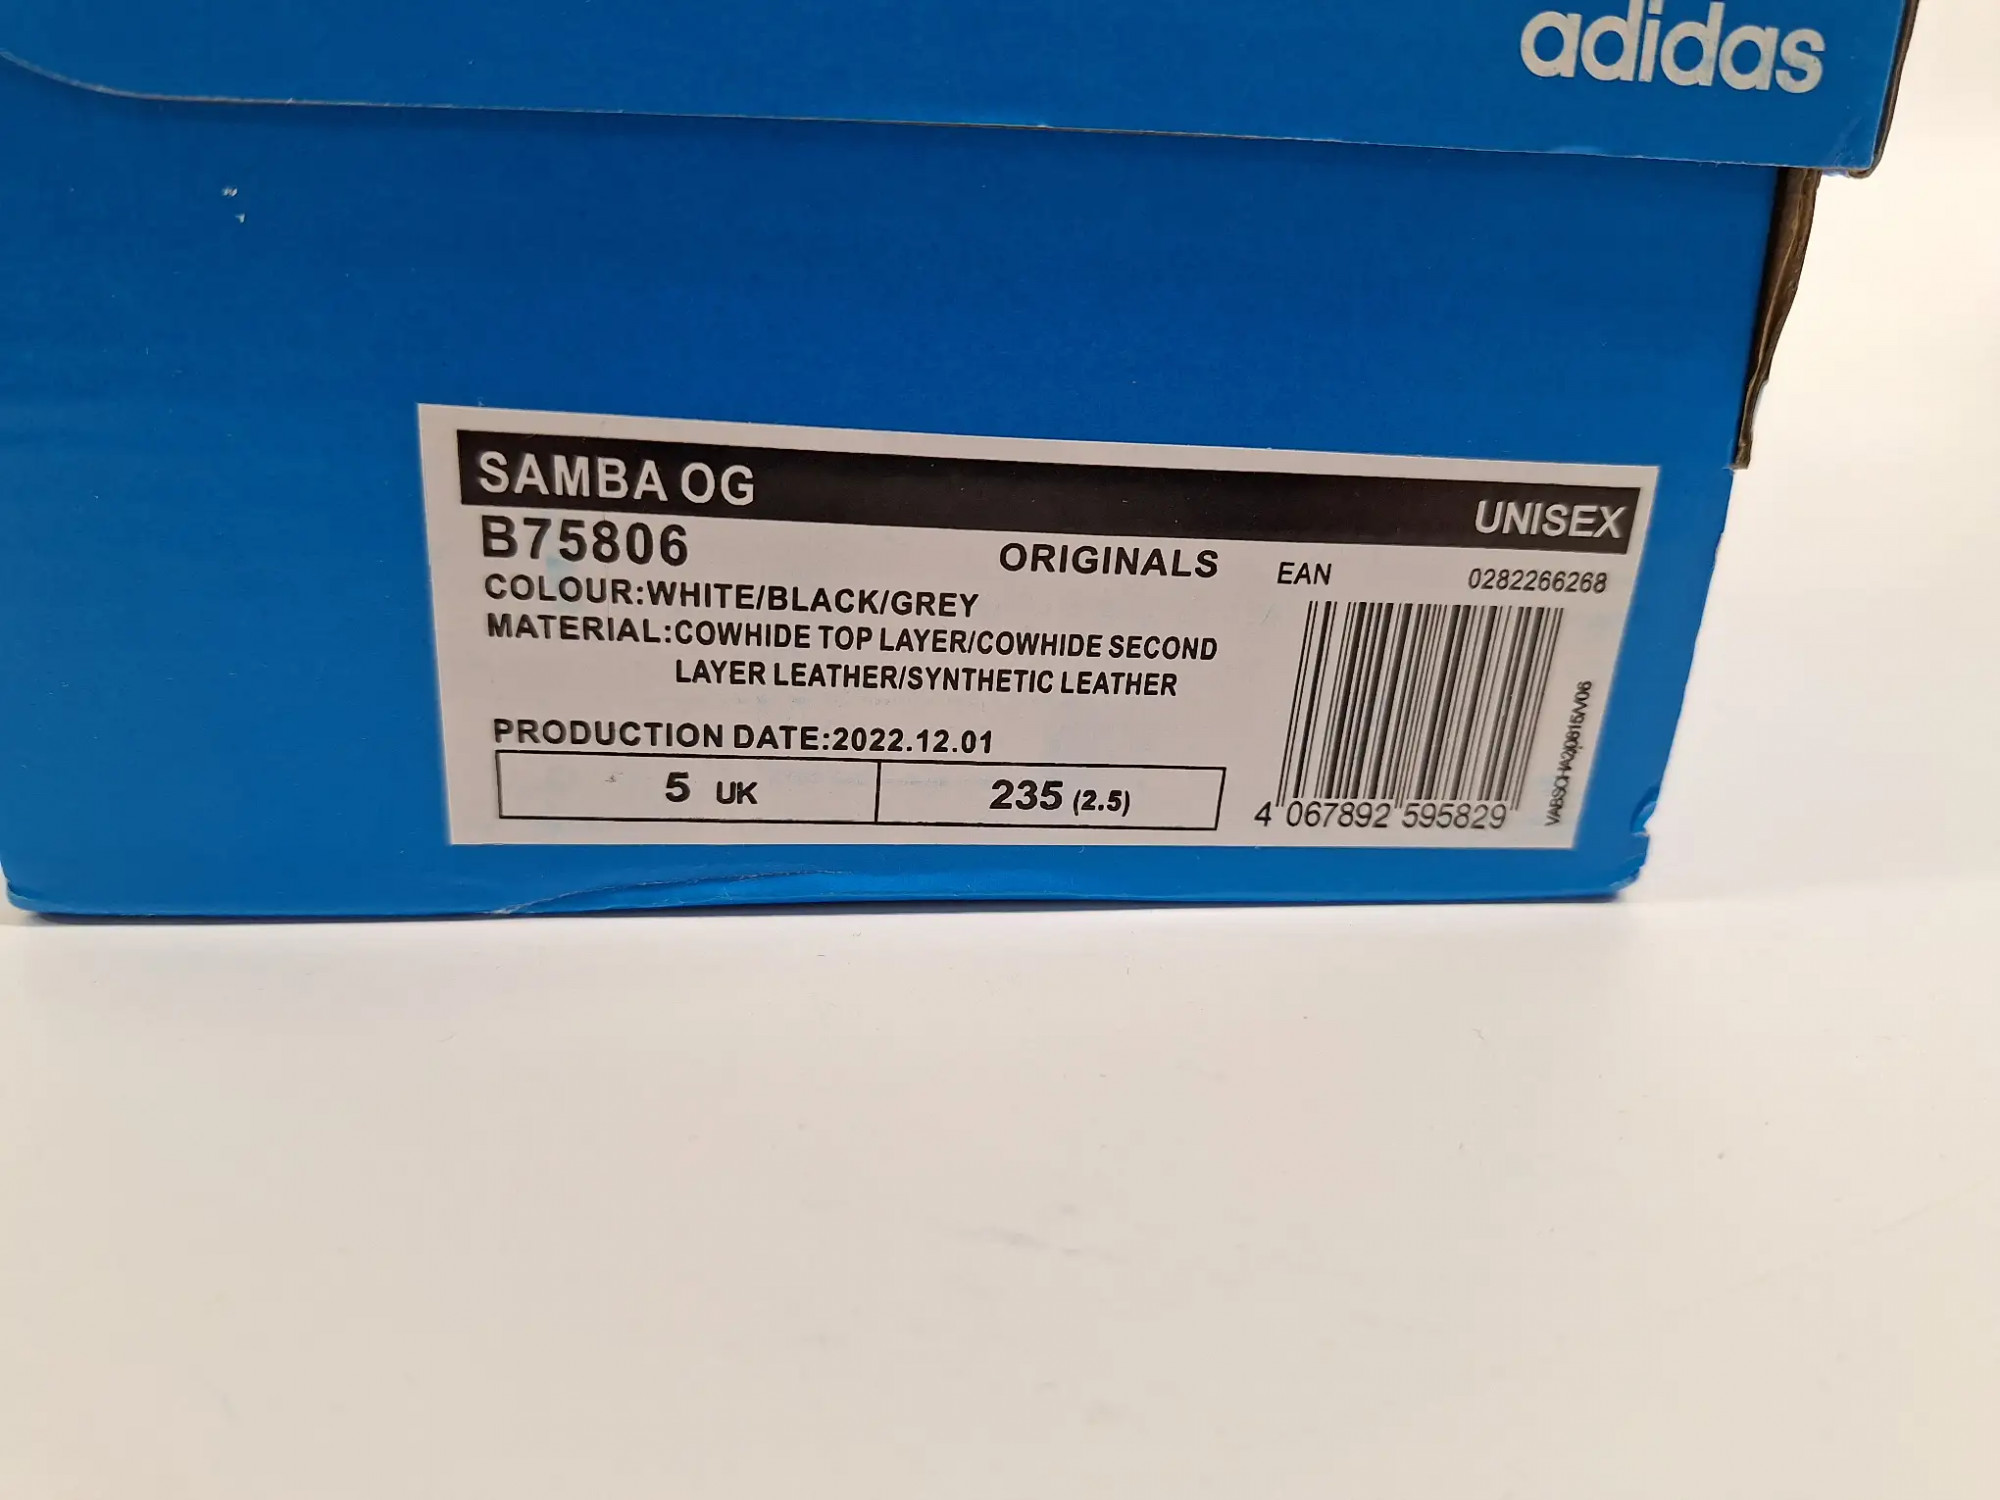 adidas
SAMBA OG
UNISEX
B75806
ORIGINALS
EAN
0282266268
COLOUR:WHITE/BLACK/GREY
MATERIAL:COWHIDE TOP LAYER/COWHIDE SECOND
LAYER LEATHER/SYNTHETIC LEATHER
PRODUCTION DATE:2022.12.01
5 UK
235 (2.5)
4 067892 595829